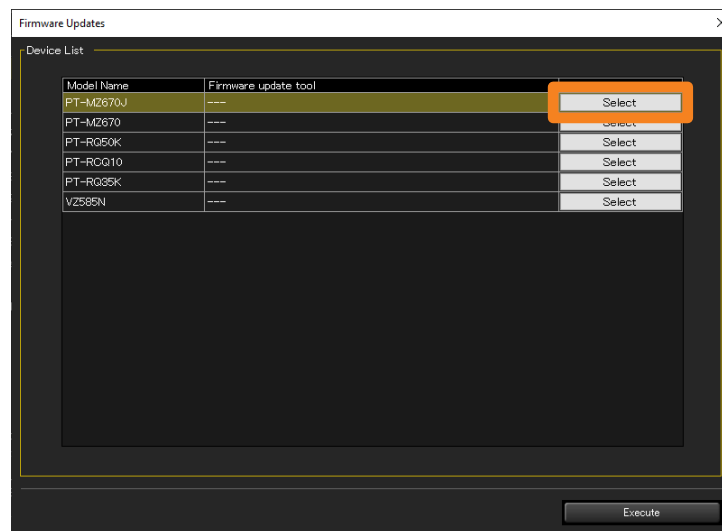 Firmware Updates
Device List
Model Name Firmware update tool
PT-MZ670J --- Select
PT-MZ670 --- Select
PT-RQ50K --- Select
PT-RCQ10 --- Select
PT-RQ35K --- Select
VZ585N --- Select
Execute